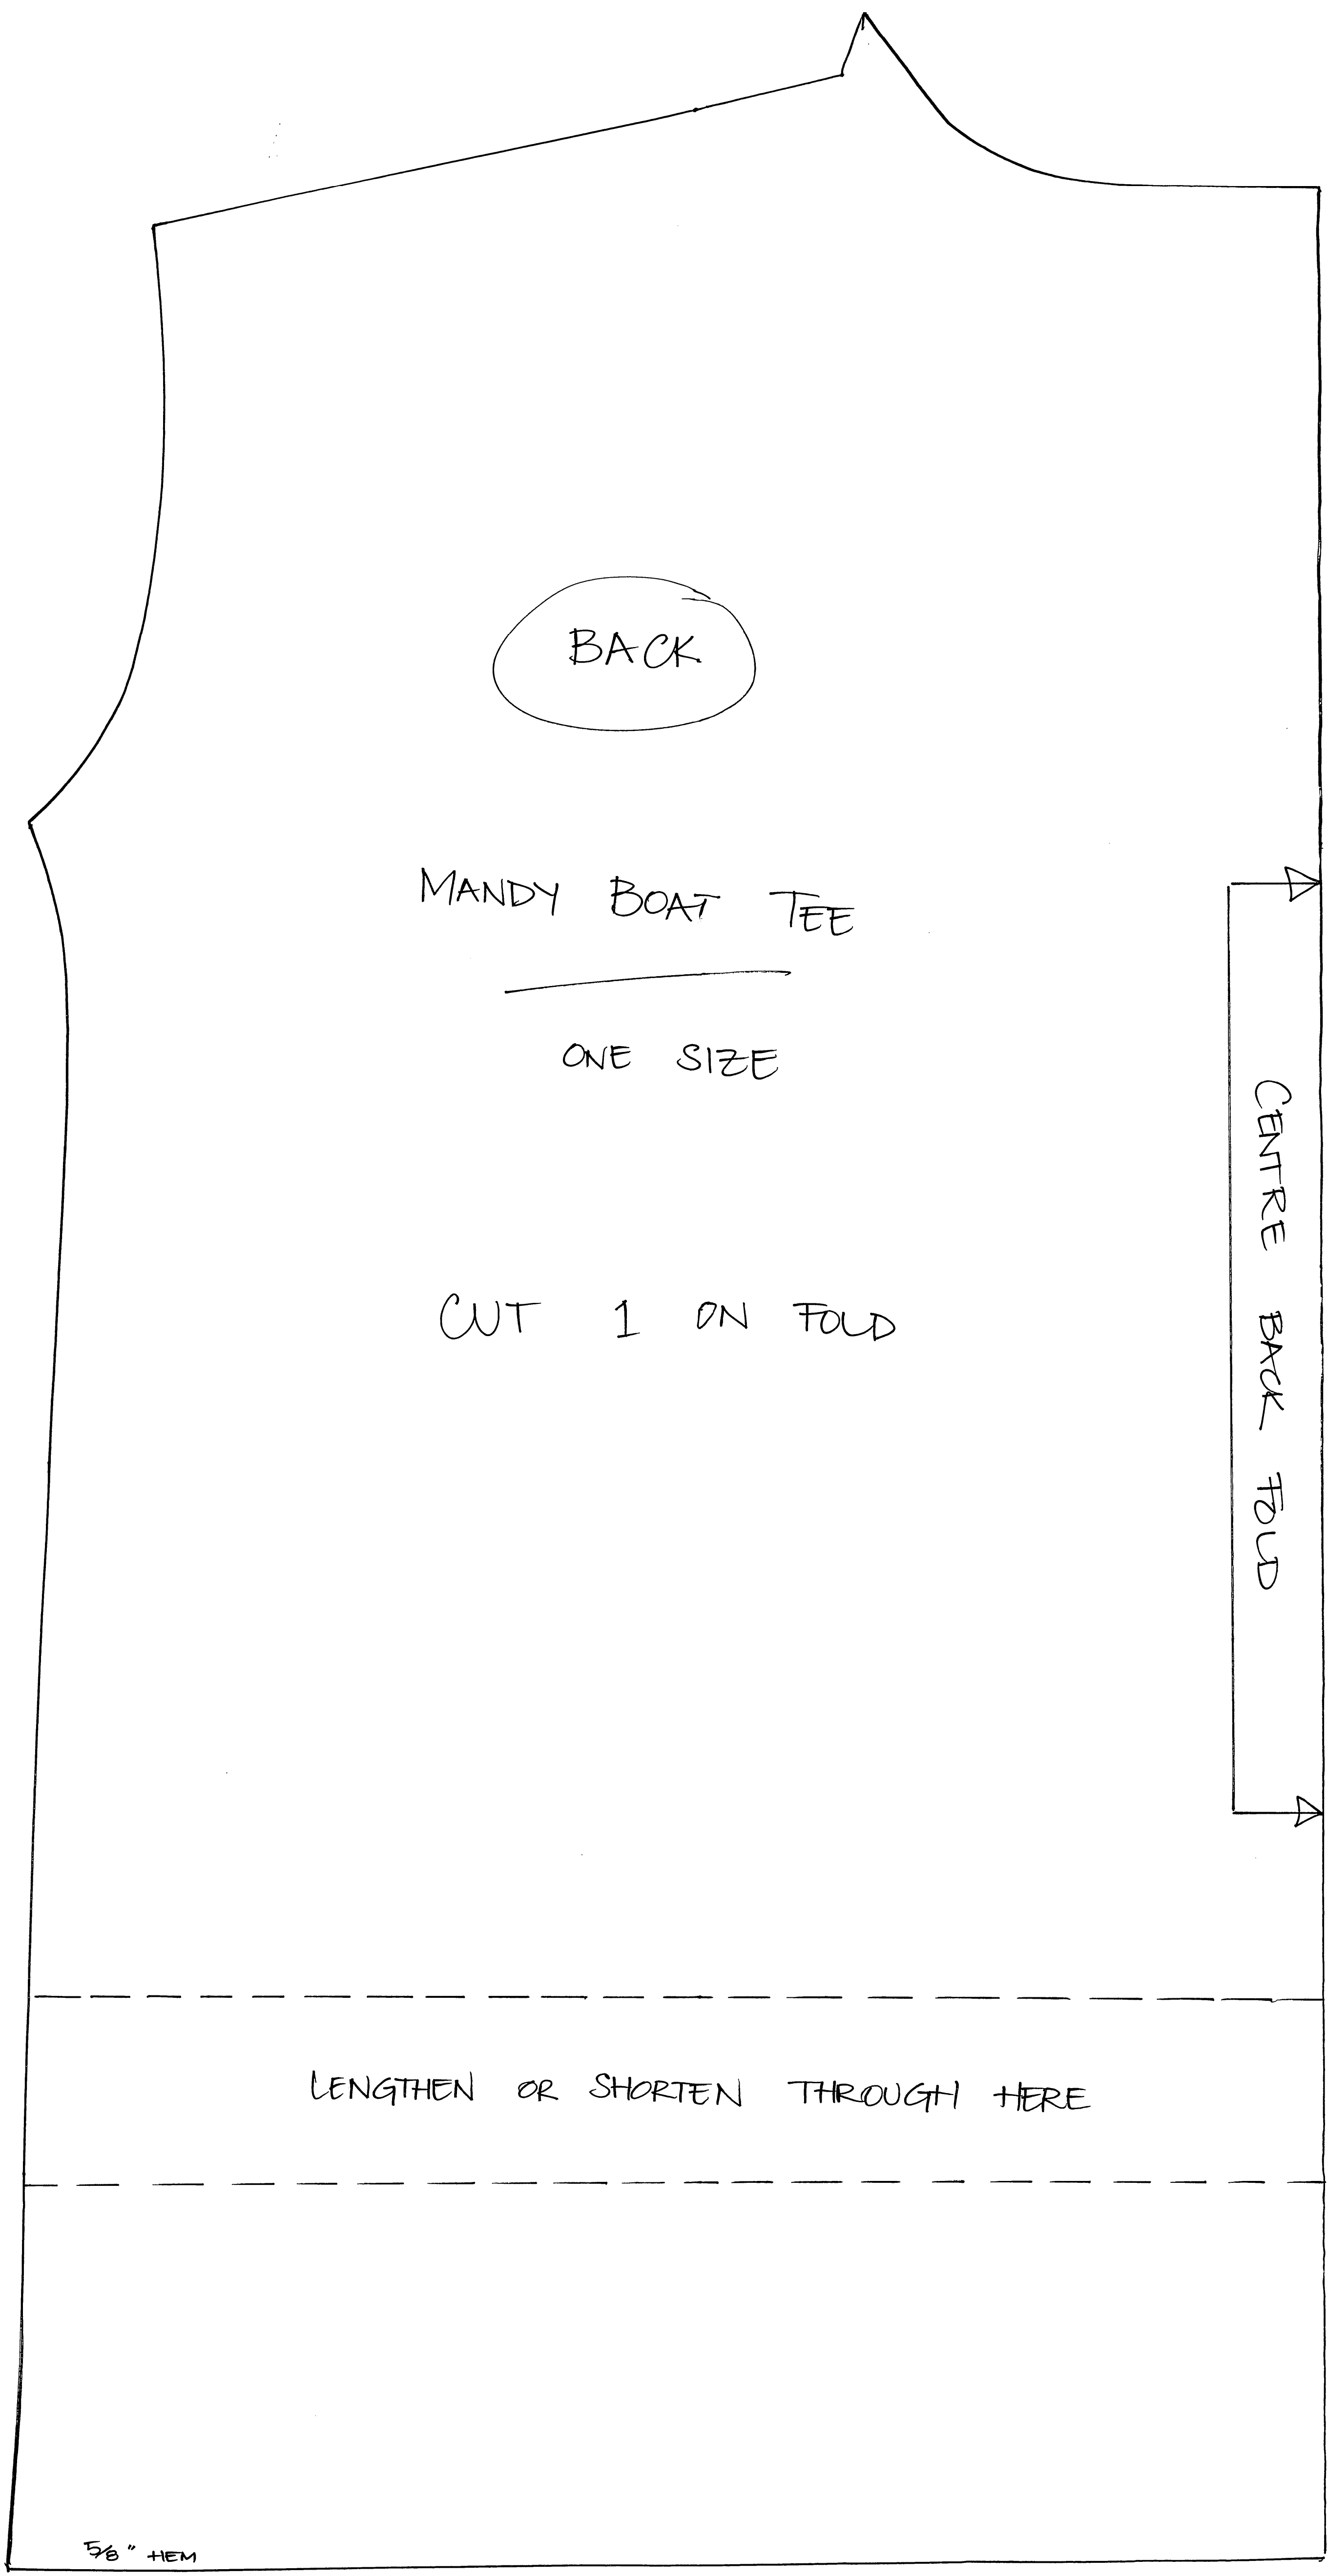 BACK
MANDY BOAT TEE
ONE SIZE
CUT 1 ON FOLD
CENTRE BACK FOLD
LENGTHEN OR SHORTEN THROUGH HERE
5/8" HEM